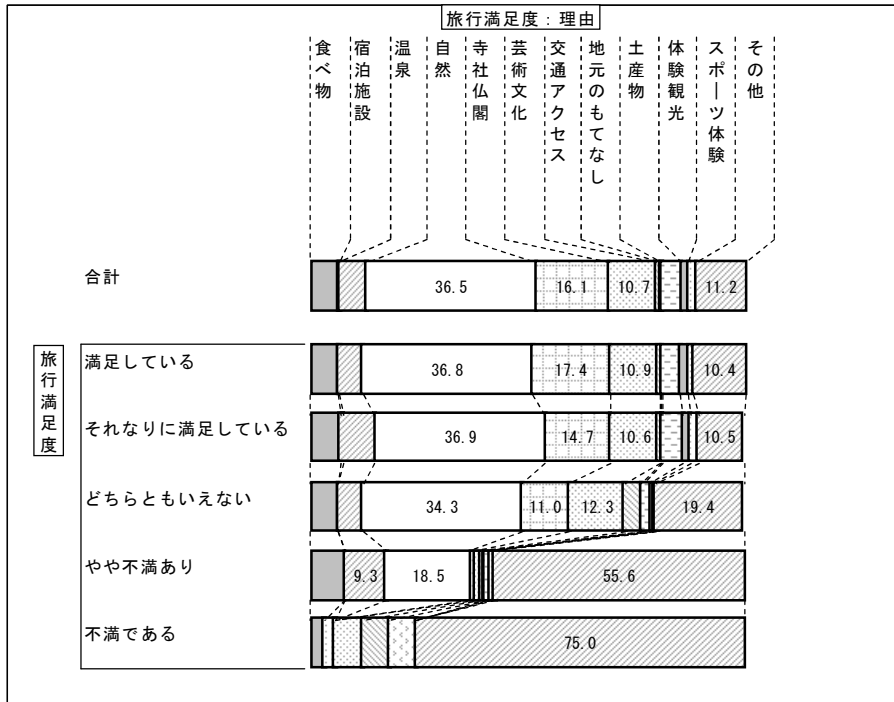 旅行満足度：理由
食べ物
宿泊施設
温泉
自然
寺社仏閣
芸術文化
交通アクセス
地元のもてなし
土産物
体験観光
スポーツ体験
その他
合計
36.5 16.1 10.7 11.2
旅行満足度
満足している
36.8 17.4 10.9 10.4
それなりに満足している
36.9 14.7 10.6 10.5
どちらともいえない
34.3 11.0 12.3 19.4
やや不満あり
9.3 18.5 55.6
不満である
75.0